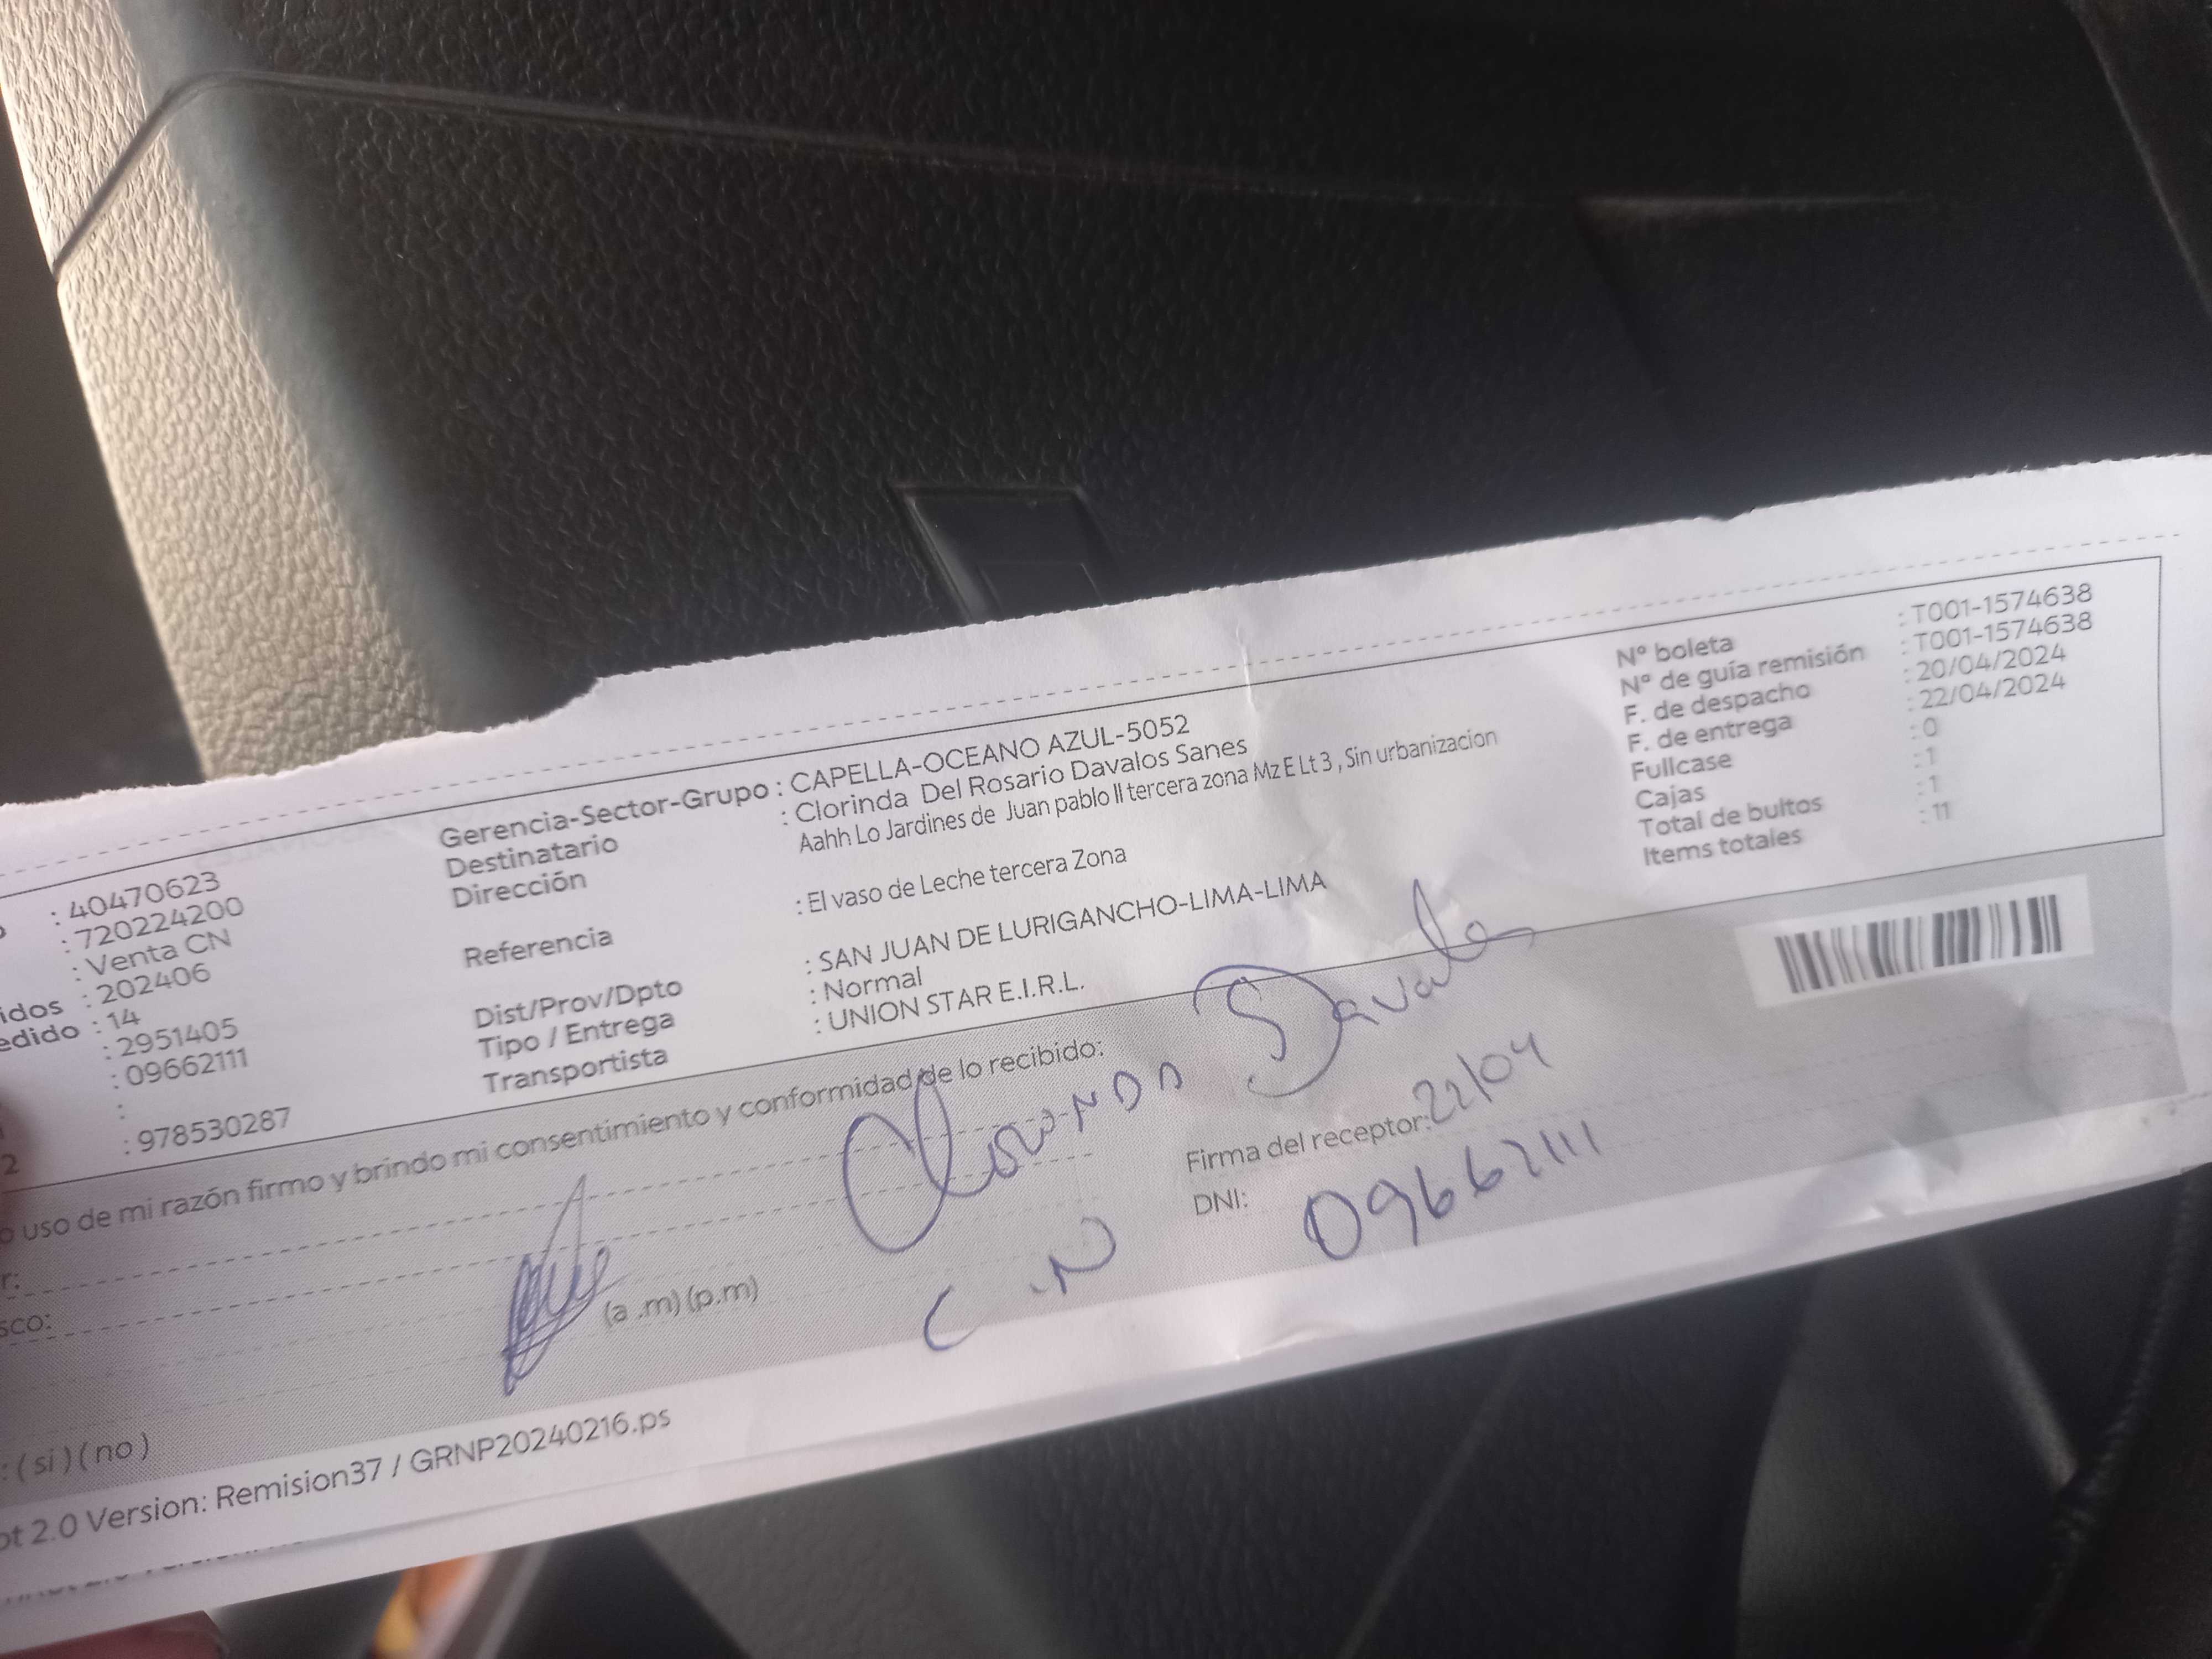 : 40470623
: 720224200
: Venta CN
idos : 202406
edido : 14
: 2951405
: 09662111
:
2 : 978530287
Gerencia-Sector-Grupo : CAPELLA-OCEANO AZUL-5052
Destinatario : Clorinda Del Rosario Davalos Sanes
Dirección Aahh Lo Jardines de Juan pablo II tercera zona Mz E Lt 3 , Sin urbanizacion
Referencia : El vaso de Leche tercera Zona
Dist/Prov/Dpto : SAN JUAN DE LURIGANCHO-LIMA-LIMA
Tipo / Entrega : Normal
Transportista : UNION STAR E.I.R.L.
N° boleta : T001-1574638
N° de guía remisión : T001-1574638
F. de despacho : 20/04/2024
F. de entrega : 22/04/2024
Fullcase : 0
Cajas : 1
Total de bultos : 1
Items totales : 11
o uso de mi razón firmo y brindo mi consentimiento y conformidad de lo recibido:
r:
sco:
(a .m) (p.m)
Davalos
C.N
Firma del receptor: 22/04
DNI: 09662111
: ( si ) ( no )
ot 2.0 Version: Remision37 / GRNP20240216.ps